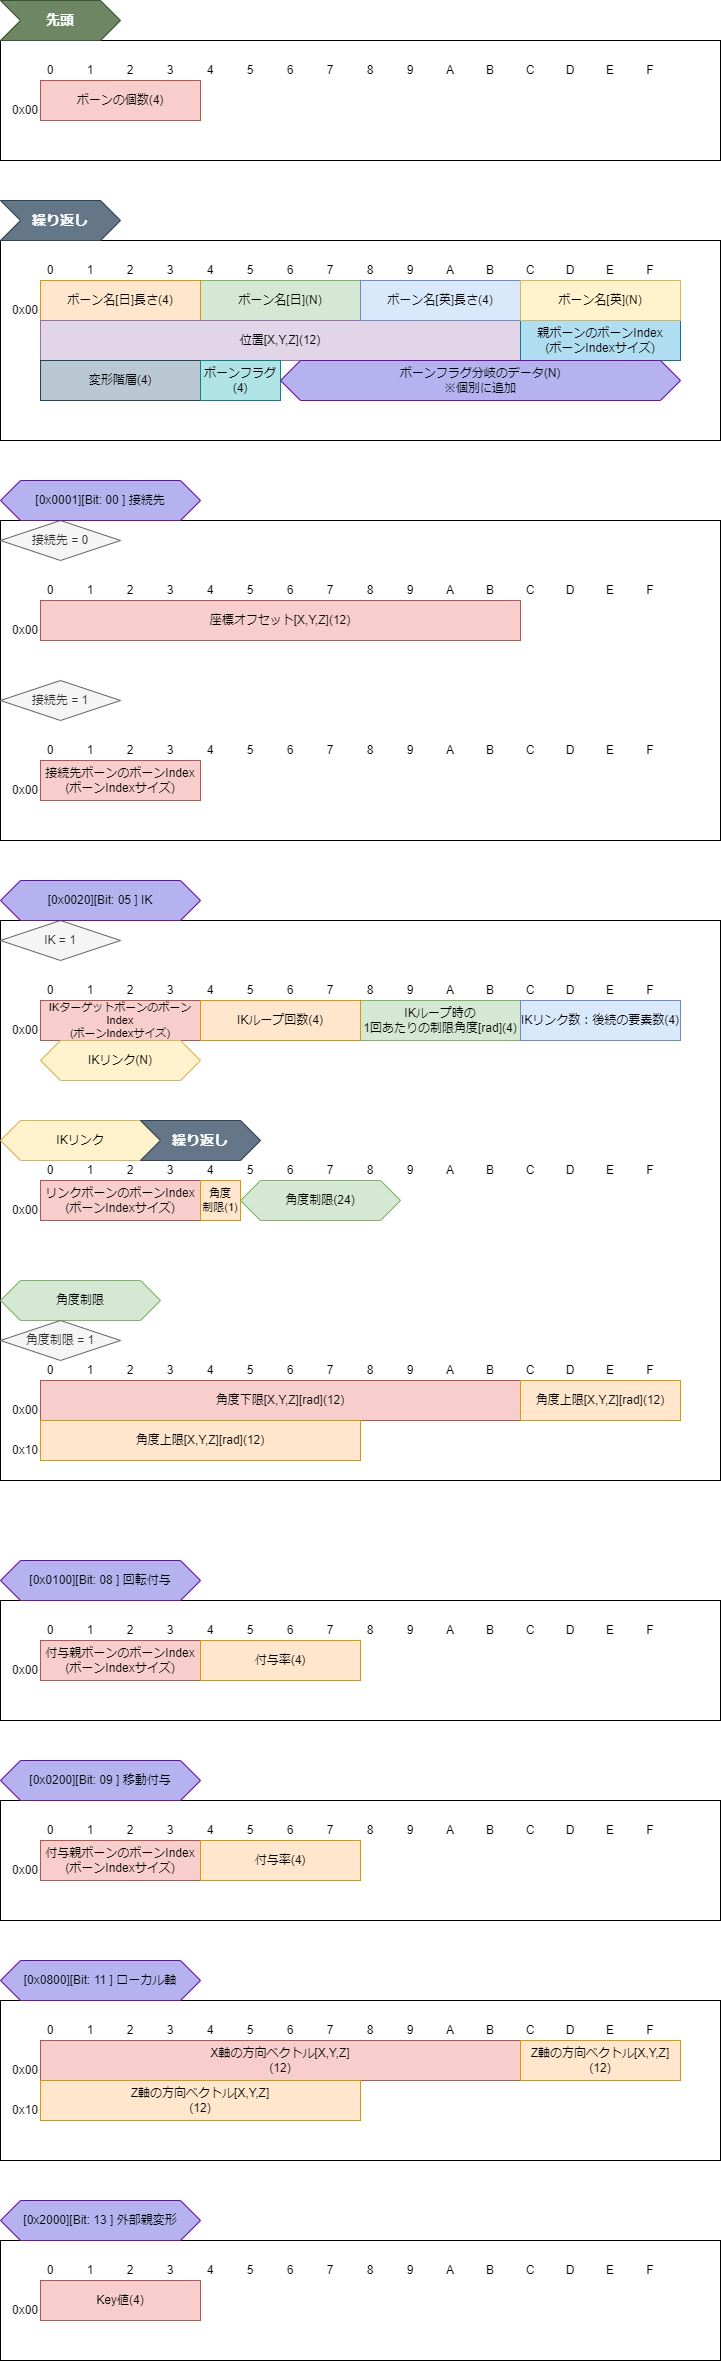 先頭
0 1 2 3 4 5 6 7 8 9 A B C D E F
0x00 ボーンの個数(4)
繰り返し
0 1 2 3 4 5 6 7 8 9 A B C D E F
0x00 ボーン名[日]長さ(4) ボーン名[日](N) ボーン名[英]長さ(4) ボーン名[英](N)
位置[X,Y,Z](12) 親ボーンのボーンIndex
(ボーンIndexサイズ)
変形階層(4) ボーンフラグ
(4)
ボーンフラグ分岐のデータ(N)
※個別に追加
[0x0001][Bit: 00 ] 接続先
接続先 = 0
0 1 2 3 4 5 6 7 8 9 A B C D E F
0x00 座標オフセット[X,Y,Z](12)
接続先 = 1
0 1 2 3 4 5 6 7 8 9 A B C D E F
0x00 接続先ボーンのボーンIndex
(ボーンIndexサイズ)
[0x0020][Bit: 05 ] IK
IK = 1
0 1 2 3 4 5 6 7 8 9 A B C D E F
0x00 IKターゲットボーンのボーン
Index
(ボーンIndexサイズ)
IKループ回数(4)
IKループ時の
1回あたりの制限角度[rad](4)
IKリンク数：後続の要素数(4)
IKリンク(N)
IKリンク 繰り返し
0 1 2 3 4 5 6 7 8 9 A B C D E F
0x00 リンクボーンのボーンIndex
(ボーンIndexサイズ)
角度
制限(1)
角度制限(24)
角度制限
角度制限 = 1
0 1 2 3 4 5 6 7 8 9 A B C D E F
0x00 角度下限[X,Y,Z][rad](12) 角度上限[X,Y,Z][rad](12)
0x10 角度上限[X,Y,Z][rad](12)
[0x0100][Bit: 08 ] 回転付与
0 1 2 3 4 5 6 7 8 9 A B C D E F
0x00 付与親ボーンのボーンIndex
(ボーンIndexサイズ)
付与率(4)
[0x0200][Bit: 09 ] 移動付与
0 1 2 3 4 5 6 7 8 9 A B C D E F
0x00 付与親ボーンのボーンIndex
(ボーンIndexサイズ)
付与率(4)
[0x0800][Bit: 11 ] ローカル軸
0 1 2 3 4 5 6 7 8 9 A B C D E F
0x00 X軸の方向ベクトル[X,Y,Z]
(12)
Z軸の方向ベクトル[X,Y,Z]
(12)
0x10 Z軸の方向ベクトル[X,Y,Z]
(12)
[0x2000][Bit: 13 ] 外部親変形
0 1 2 3 4 5 6 7 8 9 A B C D E F
0x00 Key値(4)